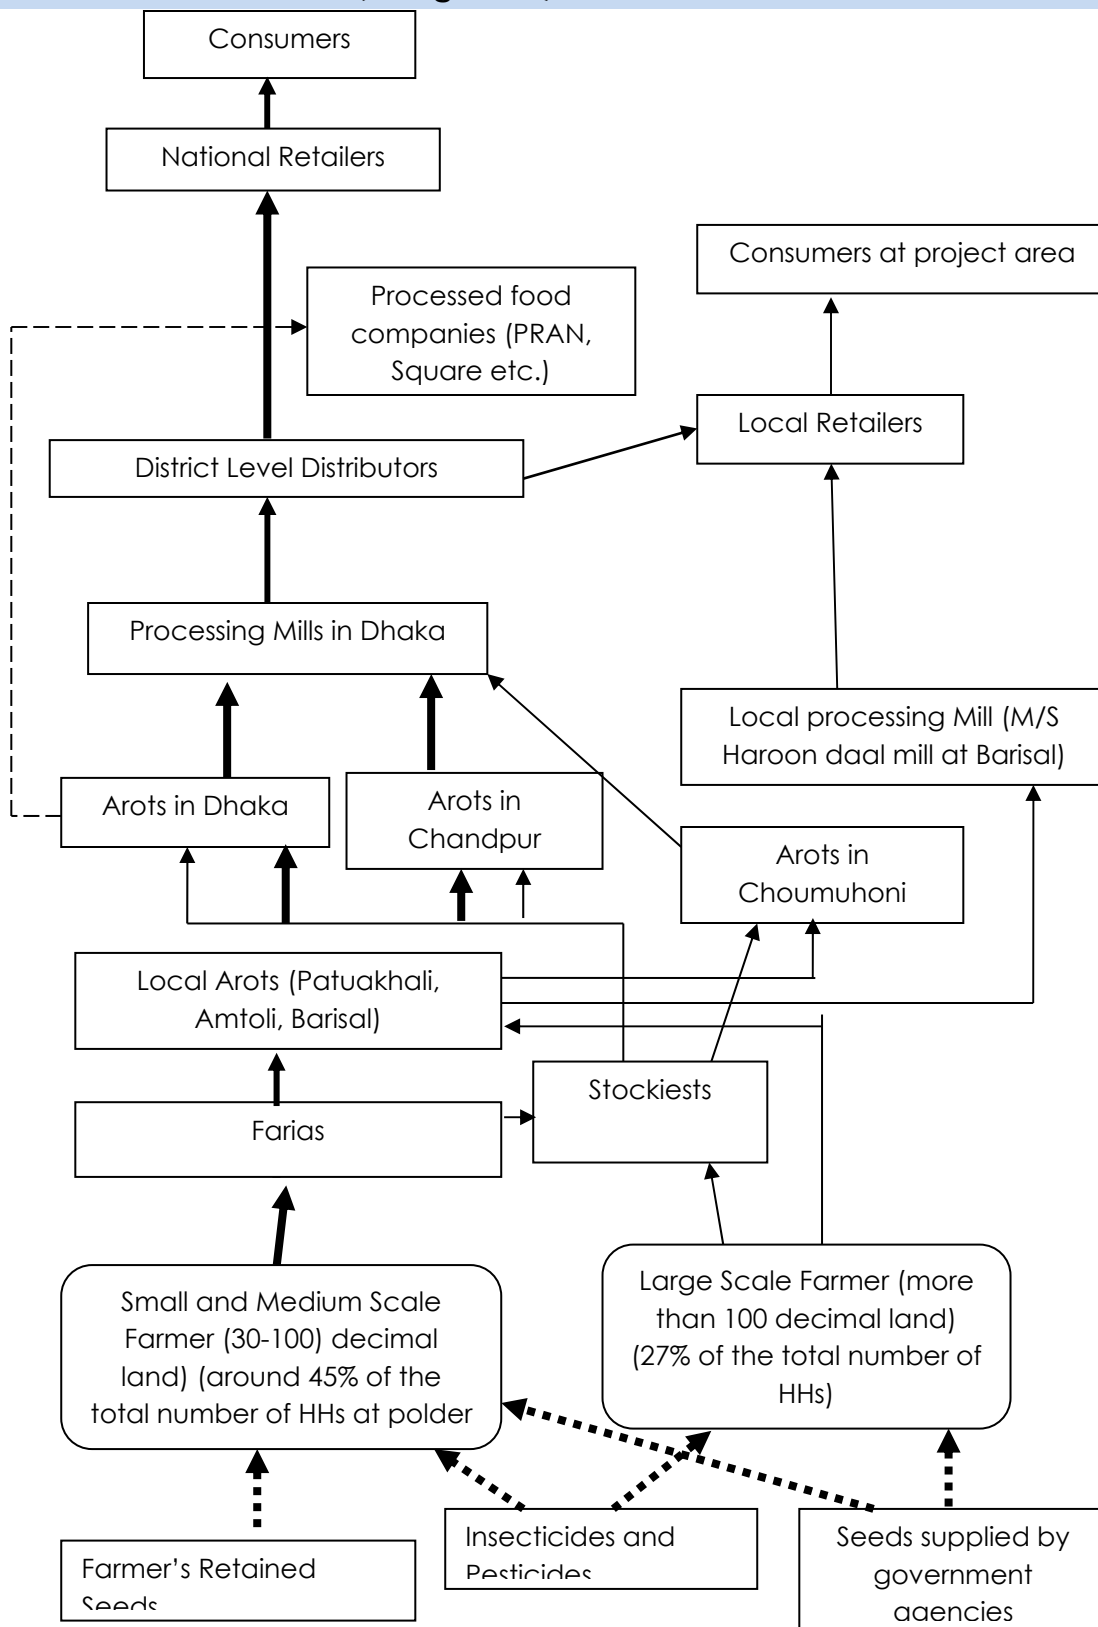 Consumers
National Retailers
Consumers at project area
Processed food
companies (PRAN,
Square etc.)
Local Retailers
District Level Distributors
Processing Mills in Dhaka
Local processing Mill (M/S
Haroon daal mill at Barisal)
Arots in Dhaka
Arots in
Chandpur
Arots in
Choumuhoni
Local Arots (Patuakhali,
Amtoli, Barisal)
Stockiests
Farias
Large Scale Farmer (more
than 100 decimal land)
(27% of the total number of
HHs)
Small and Medium Scale
Farmer (30-100) decimal
land) (around 45% of the
total number of HHs at polder
Insecticides and
Pesticides
Seeds supplied by
government
agencies
Farmer’s Retained
Seeds